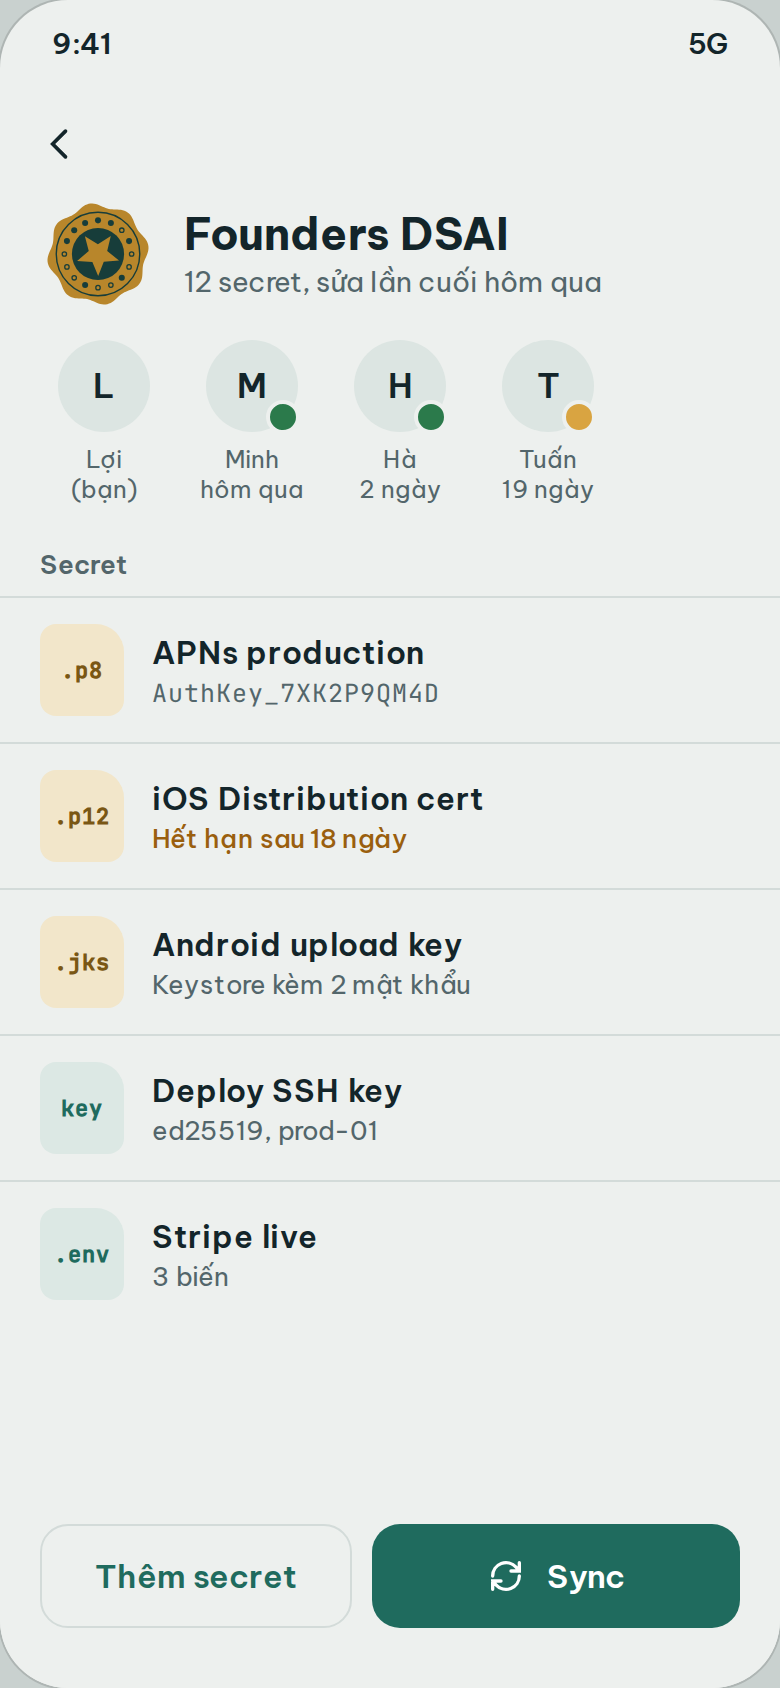 9:41
5G
Founders DSAI
12 secret, sửa lần cuối hôm qua
L
M
H
T
Lợi
(bạn)
Minh
hôm qua
Hà
2 ngày
Tuấn
19 ngày
Secret
.p8
APNs production
AuthKey_7XK2P9QM4D
.p12
iOS Distribution cert
Hết hạn sau 18 ngày
.jks
Android upload key
Keystore kèm 2 mật khẩu
key
Deploy SSH key
ed25519, prod-01
.env
Stripe live
3 biến
Thêm secret
Sync